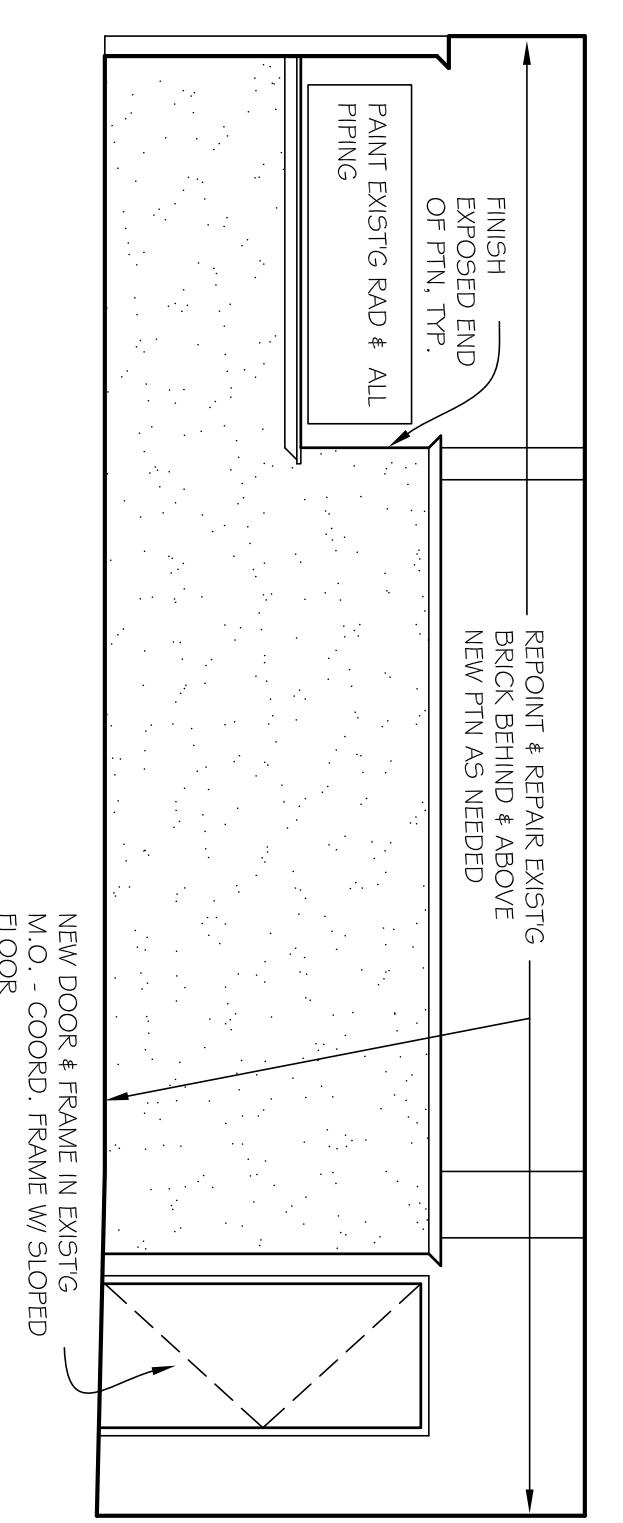 FINISH
EXPOSED END
OF PTN, TYP.
PAINT EXIST'G RAD & ALL
PIPING
REPOINT & REPAIR EXIST'G
BRICK BEHIND & ABOVE
NEW PTN AS NEEDED
NEW DOOR & FRAME IN EXIST'G
M.O. - COORD. FRAME W/ SLOPED
FLOOR